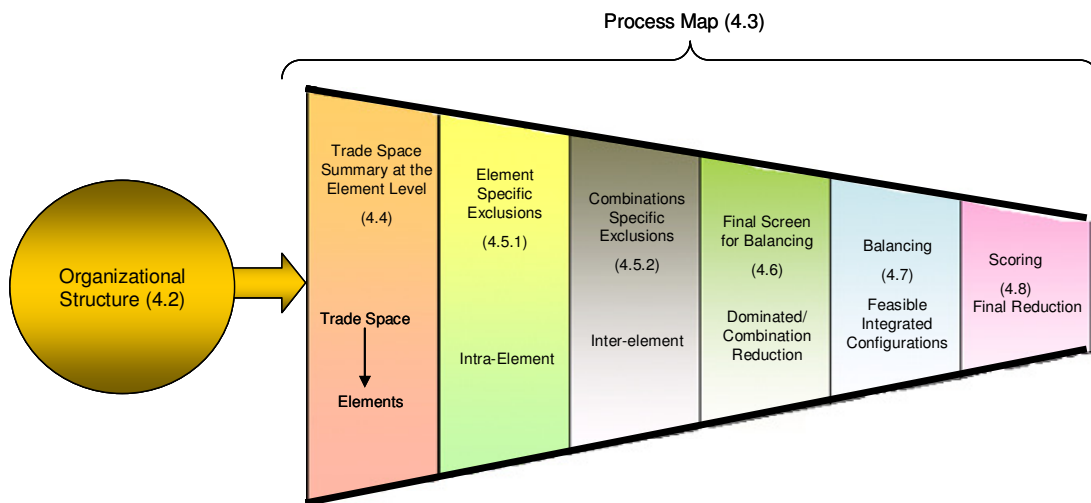 Process Map (4.3)
Organizational
Structure (4.2)
Trade Space
Summary at the
Element Level
(4.4)
Trade Space
Elements
Element
Specific
Exclusions
(4.5.1)
Intra-Element
Combinations
Specific
Exclusions
(4.5.2)
Inter-element
Final Screen
for Balancing
(4.6)
Dominated/
Combination
Reduction
Balancing
(4.7)
Feasible
Integrated
Configurations
Scoring
(4.8)
Final Reduction